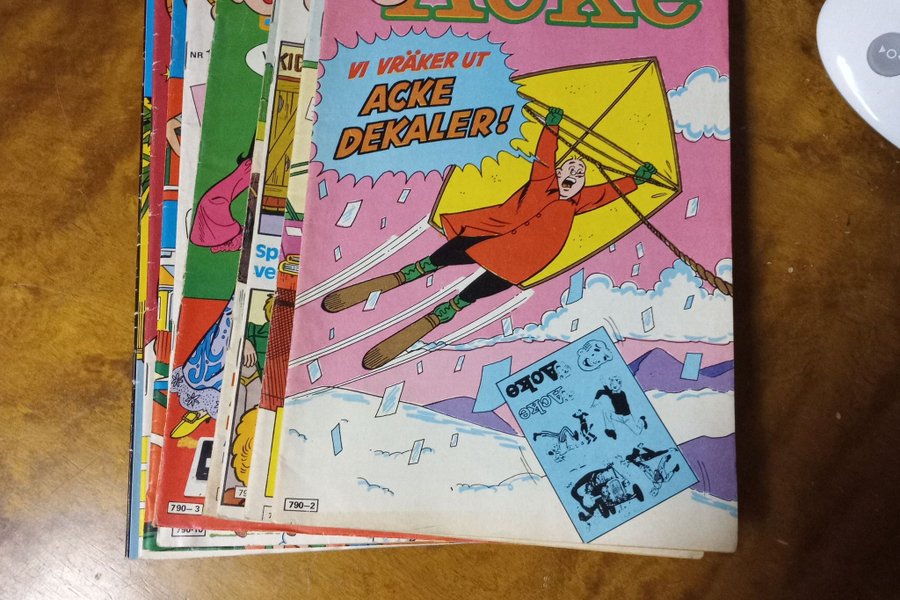 Acke
VI VRÄKER UT
ACKE
DEKALER!
NR
KID
Sp
ve
Acke
Acke
790-3
790-10
790-2